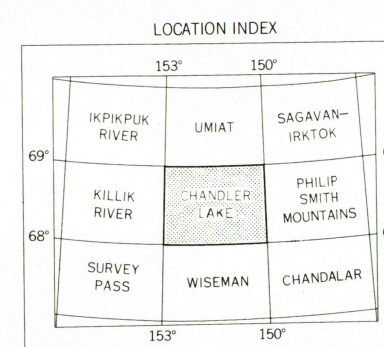 LOCATION INDEX
153° 150°
IKPIKPUK
RIVER
UMIAT
SAGAVAN–
IRKTOK
69°
KILLIK
RIVER
CHANDLER
LAKE
PHILIP
SMITH
MOUNTAINS
68°
SURVEY
PASS
WISEMAN
CHANDALAR
153° 150°